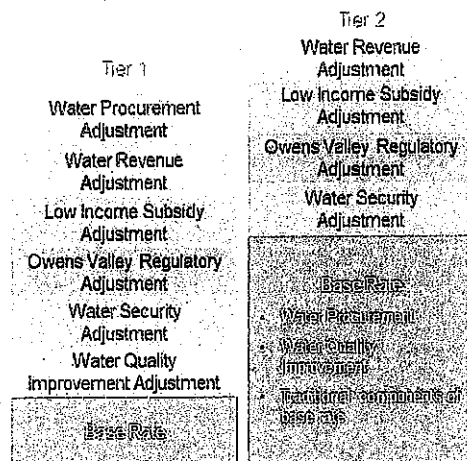 Tier 1
Water Procurement
Adjustment
Water Revenue
Adjustment
Low Income Subsidy
Adjustment
Owens Valley Regulatory
Adjustment
Water Security
Adjustment
Water Quality
Improvement Adjustment
Base Rate
Tier 2
Water Revenue
Adjustment
Low Income Subsidy
Adjustment
Owens Valley Regulatory
Adjustment
Water Security
Adjustment
Base Rate
• Water Procurement
• Water Quality
Improvement
• Traditional components of
base rate